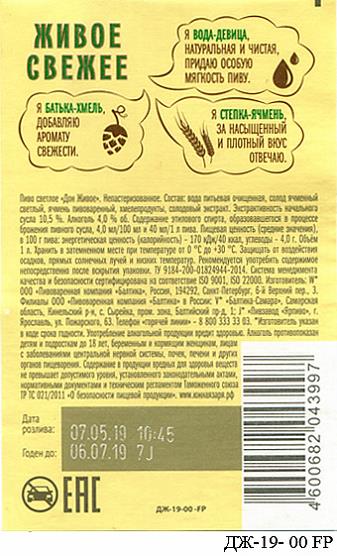 ЖИВОЕ
СВЕЖЕЕ
Я ВОДА-ДЕВИЦА,
НАТУРАЛЬНАЯ И ЧИСТАЯ,
ПРИДАЮ ОСОБУЮ
МЯГКОСТЬ ПИВУ.
Я БАТЬКА-ХМЕЛЬ,
ДОБАВЛЯЮ
АРОМАТУ
СВЕЖЕСТИ.
Я СТЕПКА-ЯЧМЕНЬ,
ЗА НАСЫЩЕННЫЙ
И ПЛОТНЫЙ ВКУС
ОТВЕЧАЮ.
Пиво светлое «Дон Живое». Непастеризованное. Состав: вода питьевая очищенная, солод ячменный
светлый, ячмень пивоваренный, хмелепродукты, солодовый экстракт. Экстрактивность начального
сусла 10,5 %. Алкоголь 4,0 % об. Содержание этилового спирта, образовавшегося в процессе
брожения пивного сусла, 4,0 мл/100 мл и 40 мл/1 л пива. Пищевая ценность (средние значения),
в 100 г пива: энергетическая ценность (калорийность) - 170 кДж/40 ккал, углеводы - 4,0 г. Объем
1 л. Хранить в затемненном месте при температуре от 0 °С до +30 °С. Защищать от воздействия
осадков, прямых солнечных лучей и низких температур. Рекомендуется употребить содержимое
непосредственно после вскрытия упаковки. ТУ 9184-200-01824944-2014. Система менеджмента
качества и безопасности сертифицирована на соответствие ISO 9001, ISO 22000. Изготовитель: W*
ООО "Пивоваренная компания "Балтика", Россия, 194292, Санкт-Петербург, 6-й Верхний пер., 3.
Филиалы ООО «Пивоваренная компания «Балтика» в России: V* «Балтика-Самара», Самарская
область, Кинельский р-н, с. Сырейка, пром. зона, Балтийский пр-д, 1; J* «Пивзавод «Ярпиво», г.
Ярославль, ул. Пожарского, 63. Телефон «горячей линии» - 8 800 333 33 03. *Изготовитель указан
в коде срока годности. Употребление алкогольной продукции вредит здоровью. Алкоголь противопоказан
детям и подросткам до 18 лет, беременным и кормящим женщинам, лицам
с заболеваниями центральной нервной системы, почек, печени и других
органов пищеварения. Содержание в продукции вредных для здоровья веществ
не превышает допустимого уровня, установленного законодательными актами,
нормативными документами и техническим регламентом Таможенного союза
ТР ТС 021/2011 «О безопасности пищевой продукции». www.южнаязаря.рф
Дата
розлива:
07.05.19 10:45
Годен до:
06.07.19 7J
4 600682 043997
EAC
ДЖ-19-00 -FP
ДЖ-19- 00 FP